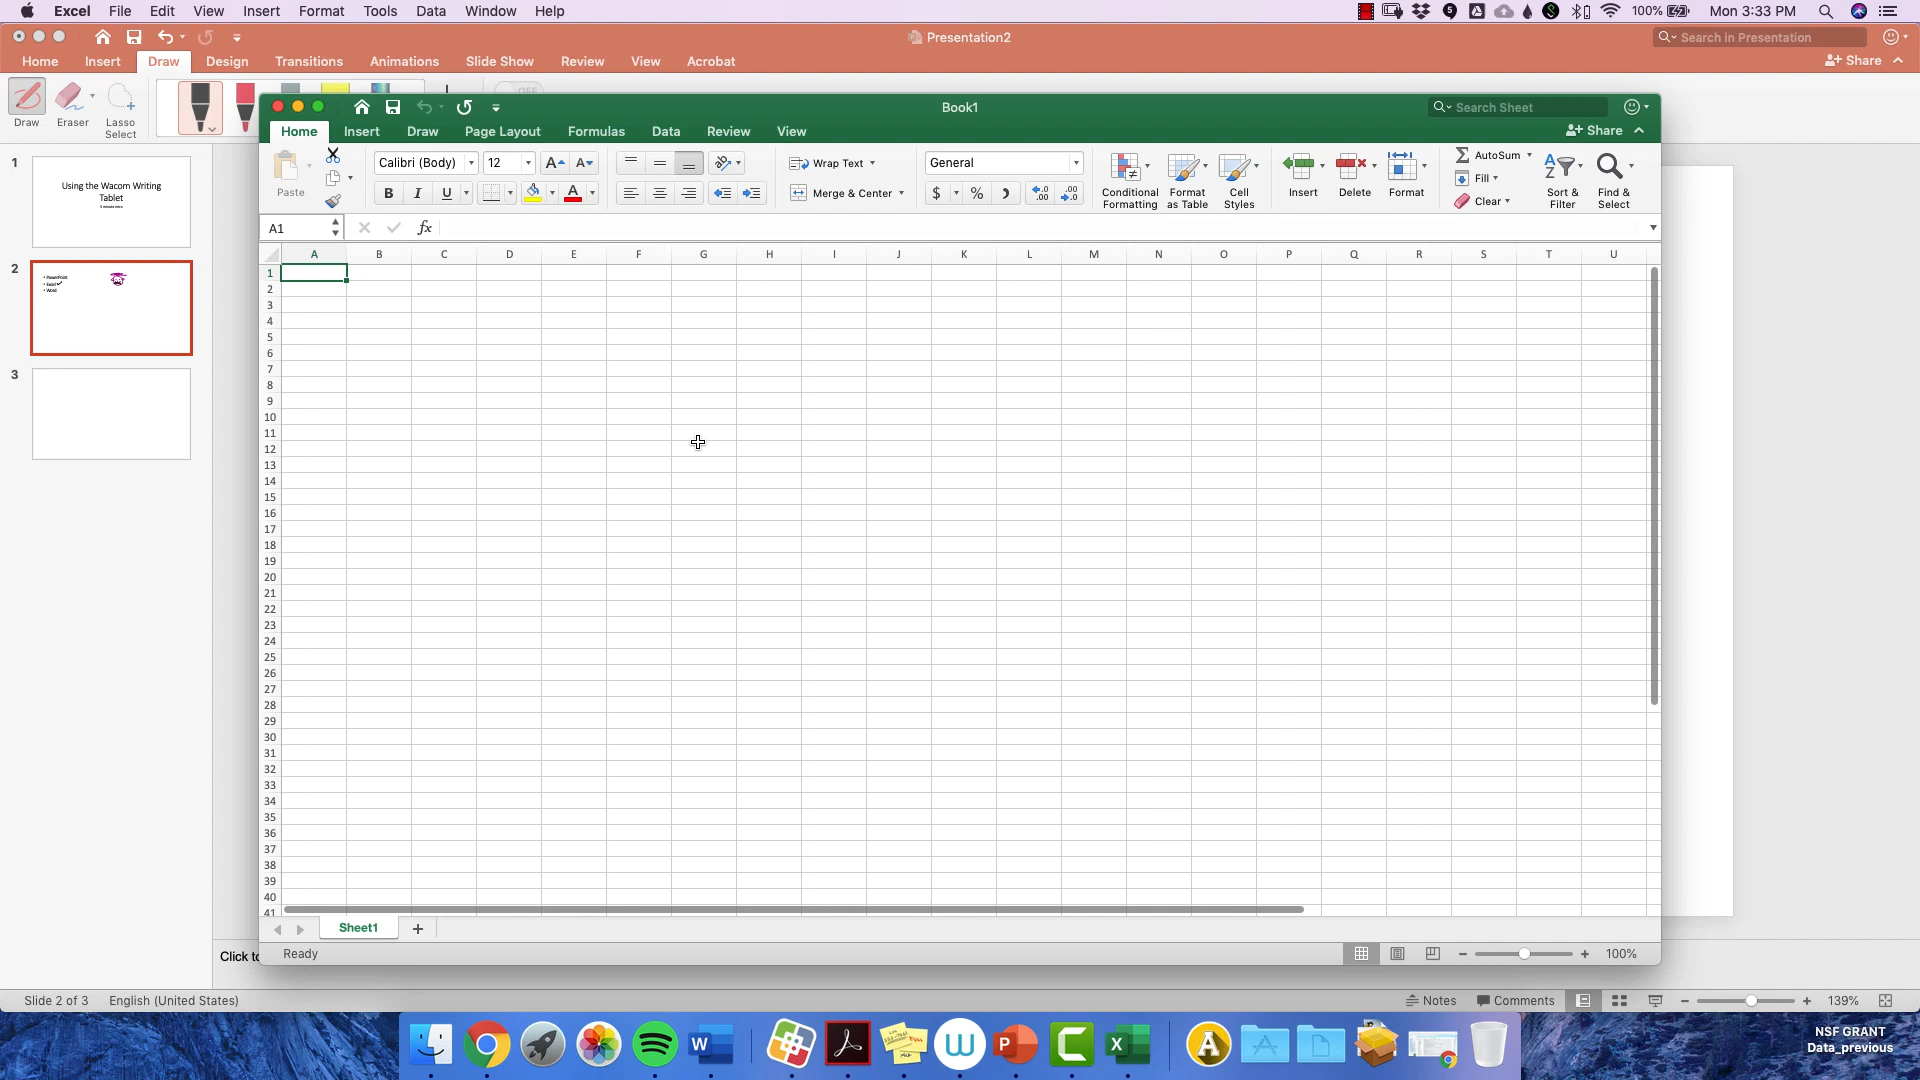 Excel File Edit View Insert Format Tools Data Window Help
100% Mon 3:33 PM
Presentation2
Search in Presentation
Home Insert Draw Design Transitions Animations Slide Show Review View Acrobat
Share
Draw Eraser Lasso Select
OFF
Book1
Search Sheet
Home Insert Draw Page Layout Formulas Data Review View
Share
Paste
Calibri (Body) 12
Wrap Text
General
B I U
Merge & Center
$ %
Conditional Formatting
Format as Table
Cell Styles
Insert
Delete
Format
AutoSum
Fill
Clear
Sort & Filter
Find & Select
A1
fx
A B C D E F G H I J K L M N O P Q R S T U
1
2
3
4
5
6
7
8
9
10
11
12
13
14
15
16
17
18
19
20
21
22
23
24
25
26
27
28
29
30
31
32
33
34
35
36
37
38
39
40
41
Sheet1
Ready
100%
1
Using the Wacom Writing
Tablet
2
• PowerPoint
• Excel
• Word
3
Click to
Slide 2 of 3 English (United States)
Notes Comments 139%
NSF GRANT
Data_previous